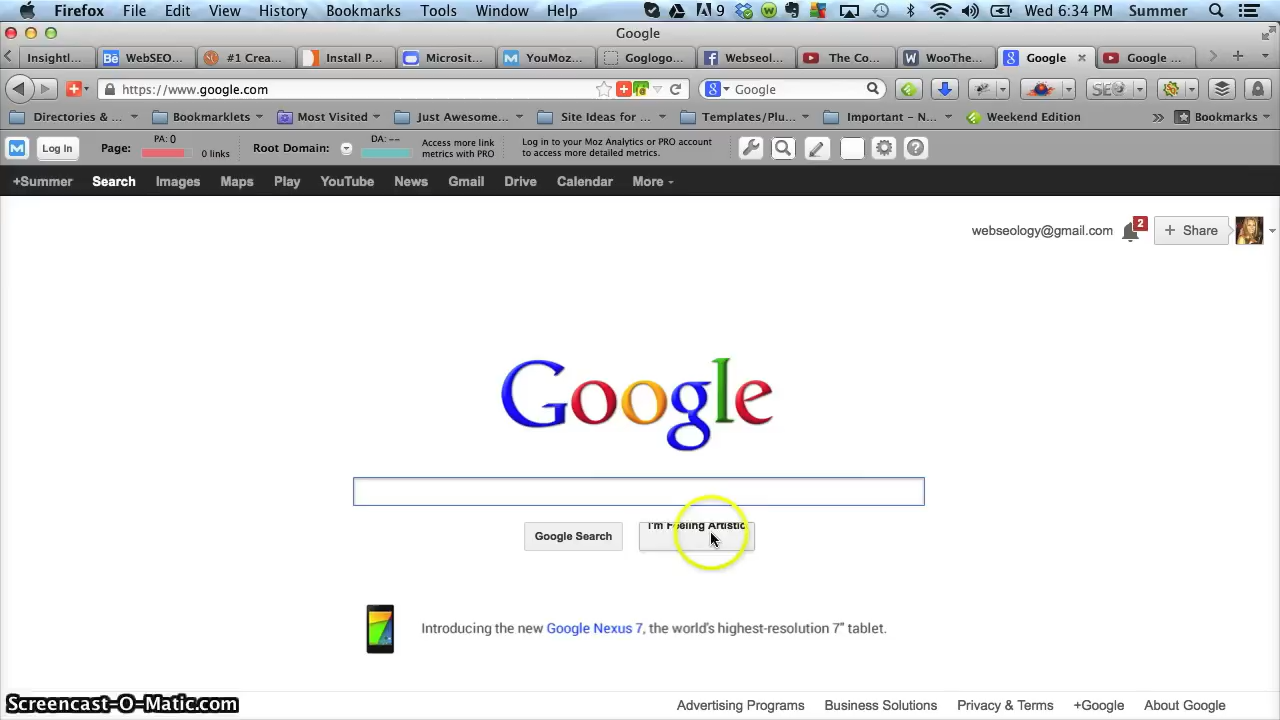 Firefox File Edit View History Bookmarks Tools Window Help 9 Wed 6:34 PM Summer
Google
Insightl... WebSEO... #1 Crea... Install P... Microsit... YouMoz... Goglogo... Webseol... The Co... WooThe... Google Google ...
https://www.google.com Google
Directories & ... Bookmarklets Most Visited Just Awesome... Site Ideas for ... Templates/Plu... Important – N... Weekend Edition Bookmarks
Log In Page: PA: 0 0 links Root Domain: DA: -- Access more link metrics with PRO Log in to your Moz Analytics or PRO account to access more detailed metrics.
+Summer Search Images Maps Play YouTube News Gmail Drive Calendar More
webseology@gmail.com 2 + Share
Google
Google Search I'm Feeling Artistic
Introducing the new Google Nexus 7, the world's highest-resolution 7" tablet.
Screencast-O-Matic.com Advertising Programs Business Solutions Privacy & Terms +Google About Google